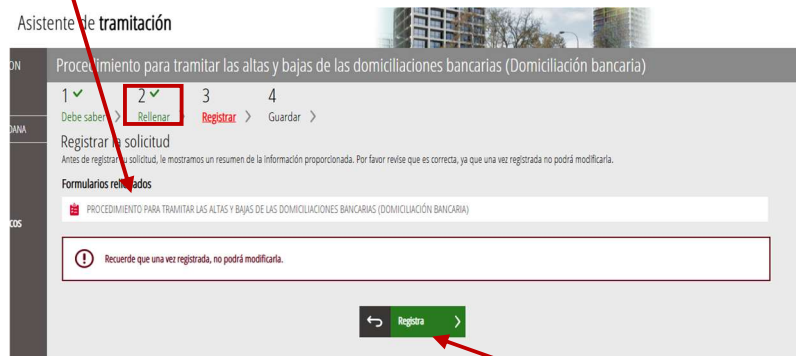 Asistente de tramitación
ON
Procedimiento para tramitar las altas y bajas de las domiciliaciones bancarias (Domiciliación bancaria)
1 2 3 4
Debe saber Rellenar Registrar Guardar
DANA
Registrar la solicitud
Antes de registrar su solicitud, le mostramos un resumen de la información proporcionada. Por favor revise que es correcta, ya que una vez registrada no podrá modificarla.
Formularios rellenados
PROCEDIMIENTO PARA TRAMITAR LAS ALTAS Y BAJAS DE LAS DOMICILIACIONES BANCARIAS (DOMICILIACIÓN BANCARIA)
COS
Recuerde que una vez registrada, no podrá modificarla.
Registra